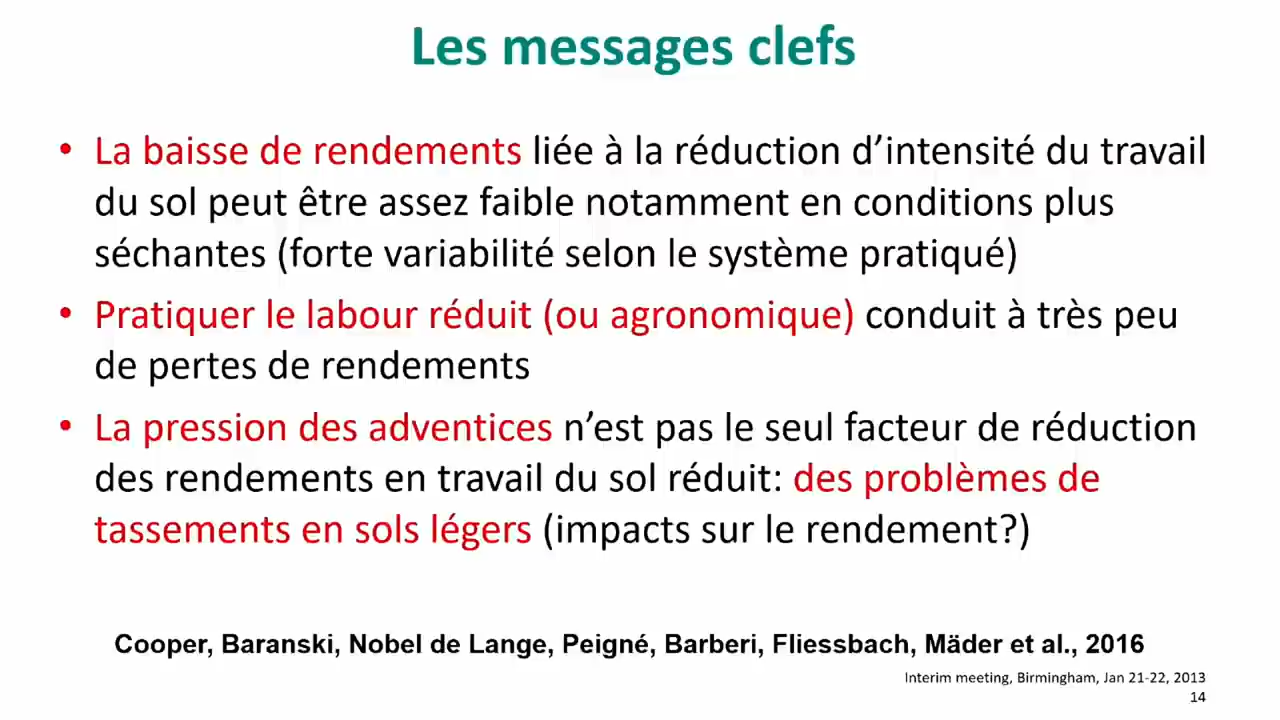 Les messages clefs
• La baisse de rendements liée à la réduction d’intensité du travail
du sol peut être assez faible notamment en conditions plus
séchantes (forte variabilité selon le système pratiqué)
• Pratiquer le labour réduit (ou agronomique) conduit à très peu
de pertes de rendements
• La pression des adventices n’est pas le seul facteur de réduction
des rendements en travail du sol réduit: des problèmes de
tassements en sols légers (impacts sur le rendement?)
Cooper, Baranski, Nobel de Lange, Peigné, Barberi, Fliessbach, Mäder et al., 2016
Interim meeting, Birmingham, Jan 21-22, 2013
14